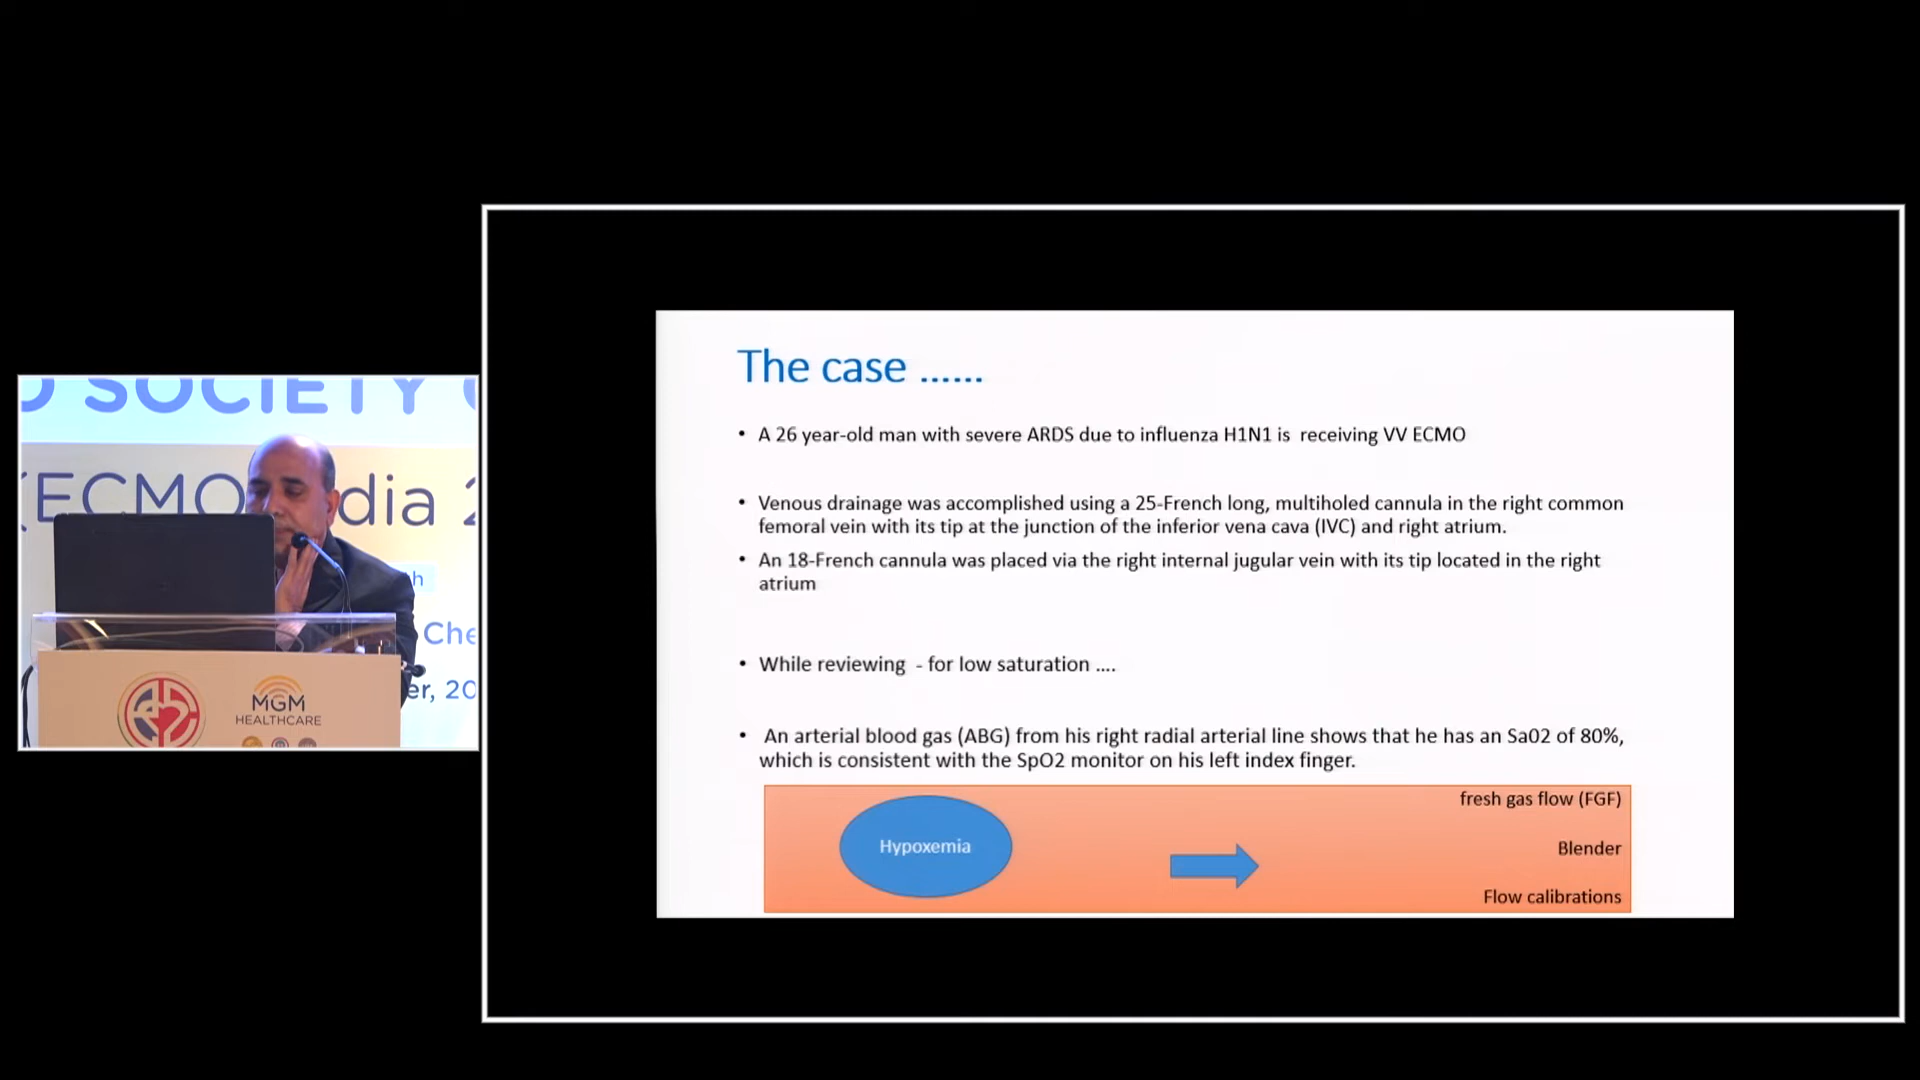 SOCIETY
ECMO dia 2
th
Che
er, 20
MGM
HEALTHCARE
The case ......
• A 26 year-old man with severe ARDS due to influenza H1N1 is receiving VV ECMO
• Venous drainage was accomplished using a 25-French long, multiholed cannula in the right common
femoral vein with its tip at the junction of the inferior vena cava (IVC) and right atrium.
• An 18-French cannula was placed via the right internal jugular vein with its tip located in the right
atrium
• While reviewing - for low saturation ....
• An arterial blood gas (ABG) from his right radial arterial line shows that he has an Sa02 of 80%,
which is consistent with the SpO2 monitor on his left index finger.
fresh gas flow (FGF)
Hypoxemia
Blender
Flow calibrations